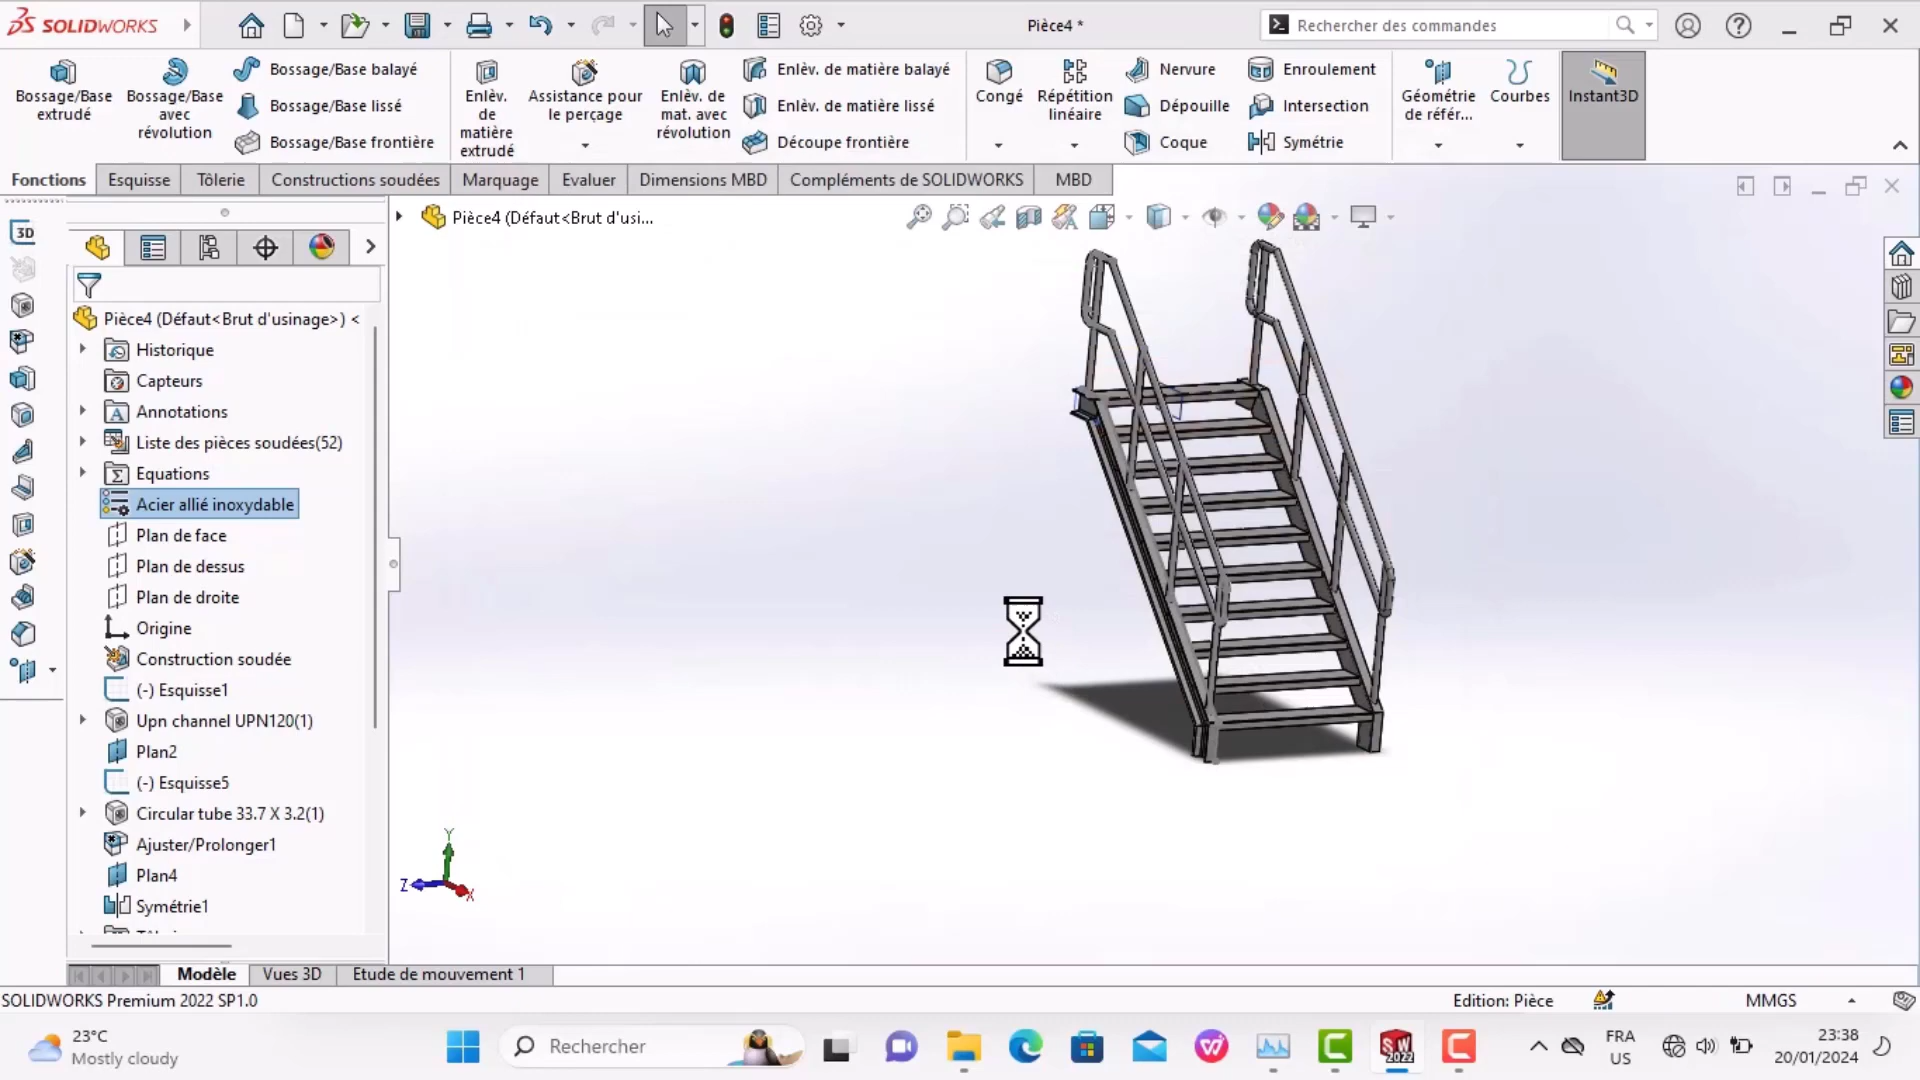 SOLIDWORKS
Pièce4 *
Rechercher des commandes
Bossage/Base extrudé
Bossage/Base avec révolution
Bossage/Base balayé
Bossage/Base lissé
Bossage/Base frontière
Enlèv. de matière extrudé
Assistance pour le perçage
Enlèv. de mat. avec révolution
Enlèv. de matière balayé
Enlèv. de matière lissé
Découpe frontière
Congé
Répétition linéaire
Nervure
Dépouille
Coque
Enroulement
Intersection
Symétrie
Géométrie de référ...
Courbes
Instant3D
Fonctions
Esquisse
Tôlerie
Constructions soudées
Marquage
Evaluer
Dimensions MBD
Compléments de SOLIDWORKS
MBD
3D
Pièce4 (Défaut<Brut d'usi...
Pièce4 (Défaut<Brut d'usinage>) <
Historique
Capteurs
Annotations
Liste des pièces soudées(52)
Equations
Acier allié inoxydable
Plan de face
Plan de dessus
Plan de droite
Origine
Construction soudée
(-) Esquisse1
Upn channel UPN120(1)
Plan2
(-) Esquisse5
Circular tube 33.7 X 3.2(1)
Ajuster/Prolonger1
Plan4
Symétrie1
Y
Z
X
Modèle
Vues 3D
Etude de mouvement 1
SOLIDWORKS Premium 2022 SP1.0
Edition: Pièce
MMGS
23°C
Mostly cloudy
Rechercher
SW
2022
FRA
US
23:38
20/01/2024